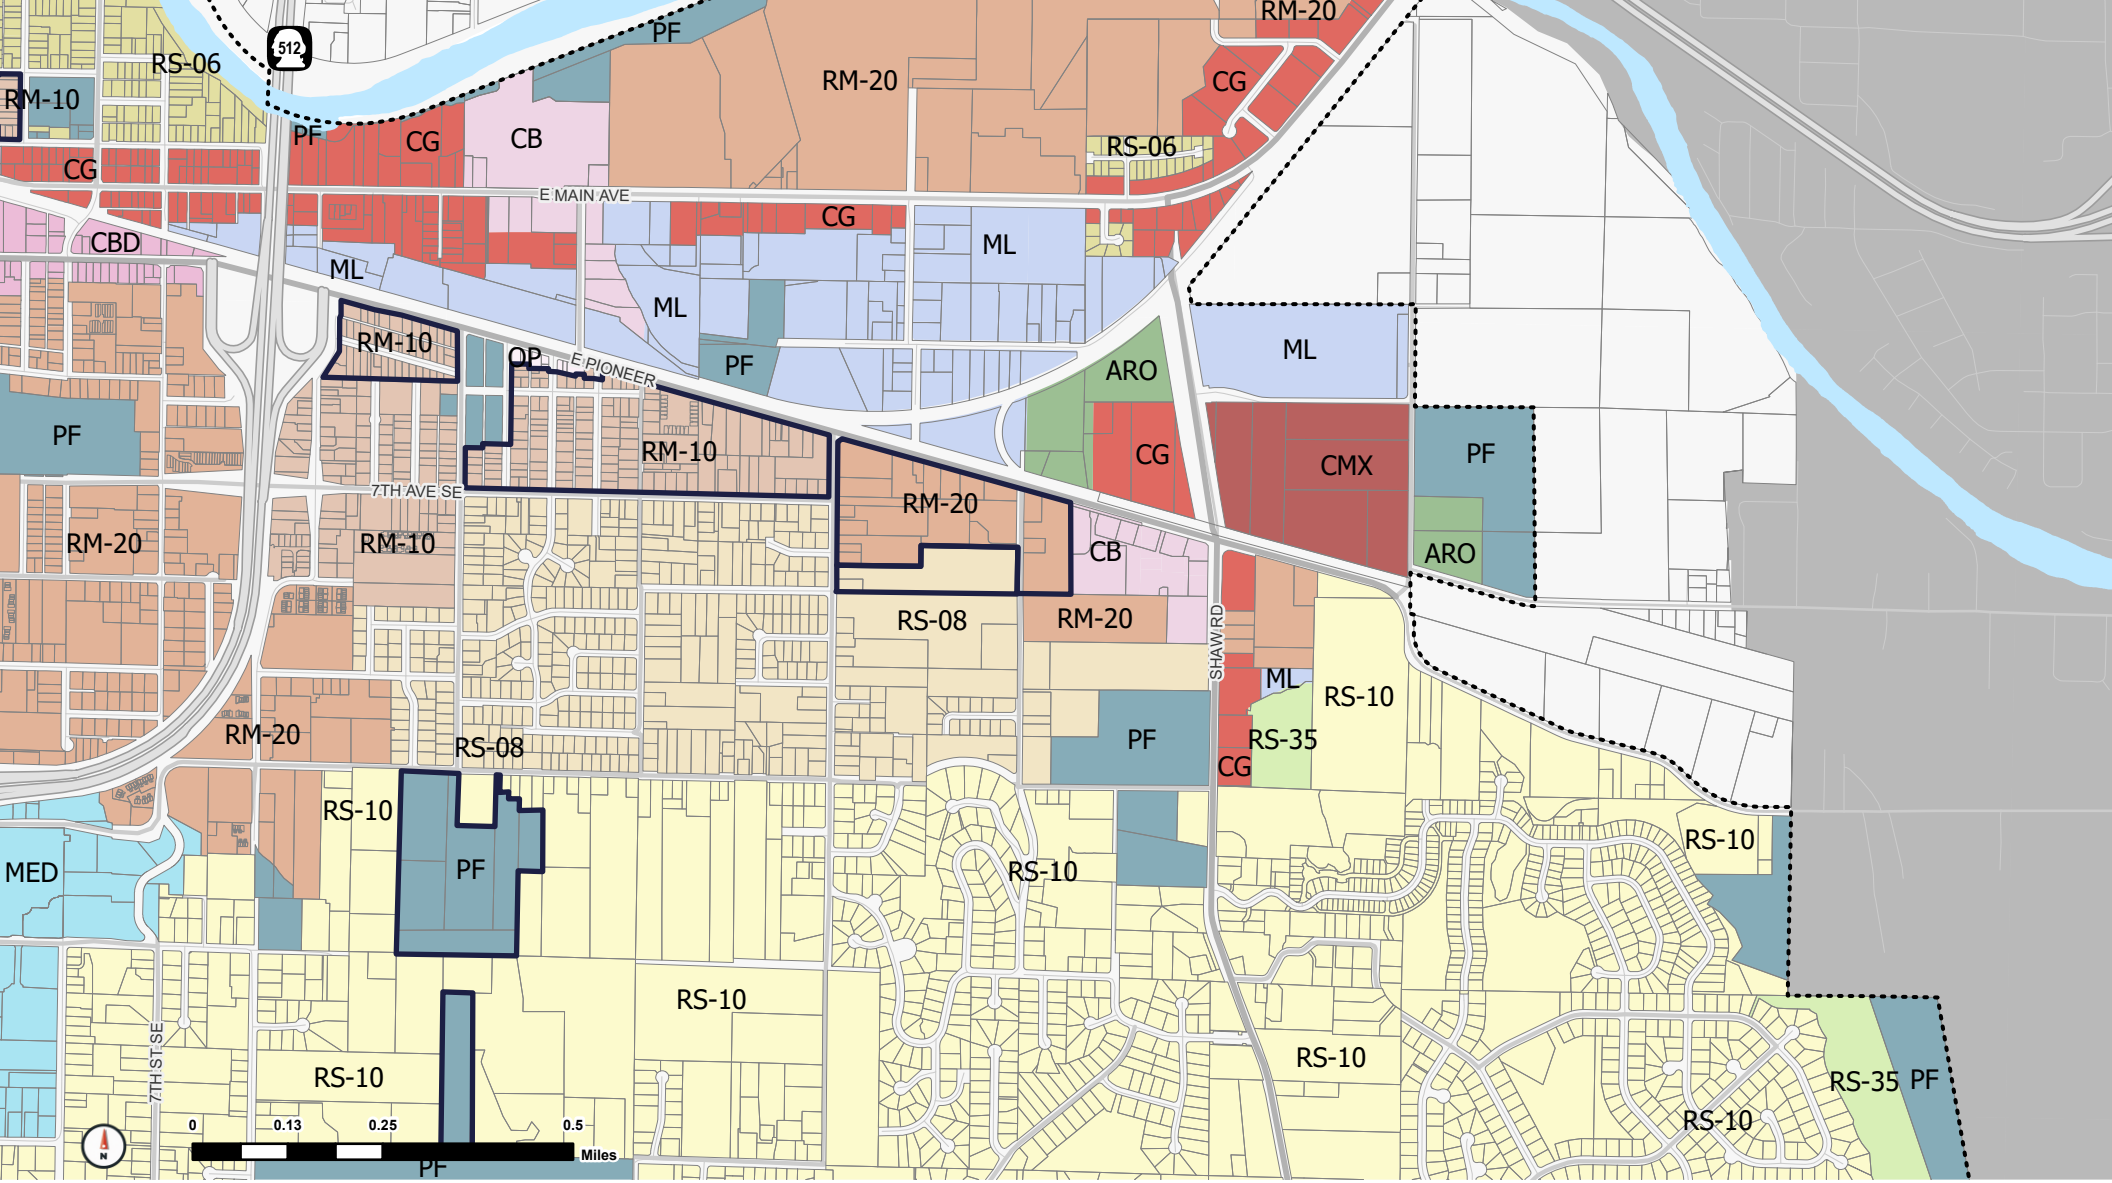 RM-20
PF
512
RS-06
RM-20
CG
RM-10
PF
CG
CB
RS-06
CG
E MAIN AVE
CG
CBD
ML
ML
ML
RM-10
OP
E PIONEER
PF
ARO
ML
PF
RM-10
CG
CMX
PF
7TH AVE SE
RM-20
RM-20
RM-10
CB
ARO
RS-08
RM-20
SHAW RD
ML
RS-10
RM-20
RS-08
PF
RS-35
CG
RS-10
RS-10
MED
PF
RS-10
RS-10
7TH ST SE
RS-10
RS-10
RS-35
PF
RS-10
N
0
0.13
0.25
0.5
Miles
PF